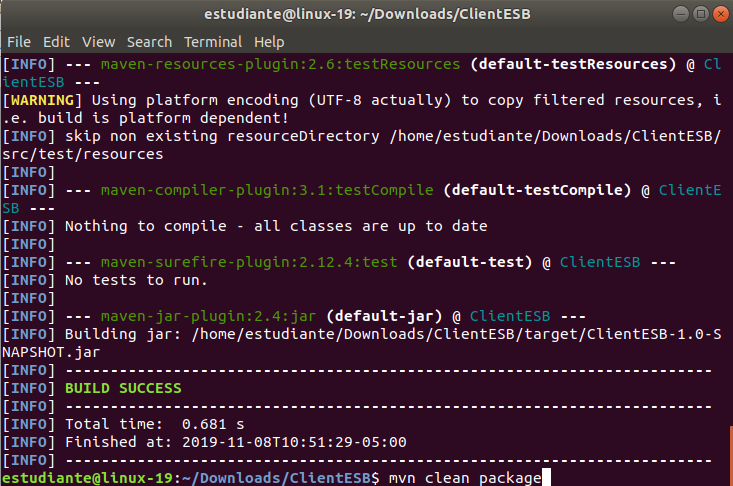 estudiante@linux-19: ~/Downloads/ClientESB
File Edit View Search Terminal Help
[INFO] --- maven-resources-plugin:2.6:testResources (default-testResources) @ Cl
ientESB ---
[WARNING] Using platform encoding (UTF-8 actually) to copy filtered resources, i
.e. build is platform dependent!
[INFO] skip non existing resourceDirectory /home/estudiante/Downloads/ClientESB/
src/test/resources
[INFO]
[INFO] --- maven-compiler-plugin:3.1:testCompile (default-testCompile) @ ClientE
SB ---
[INFO] Nothing to compile - all classes are up to date
[INFO]
[INFO] --- maven-surefire-plugin:2.12.4:test (default-test) @ ClientESB ---
[INFO] No tests to run.
[INFO]
[INFO] --- maven-jar-plugin:2.4:jar (default-jar) @ ClientESB ---
[INFO] Building jar: /home/estudiante/Downloads/ClientESB/target/ClientESB-1.0-S
NAPSHOT.jar
[INFO] ------------------------------------------------------------------------
[INFO] BUILD SUCCESS
[INFO] ------------------------------------------------------------------------
[INFO] Total time:  0.681 s
[INFO] Finished at: 2019-11-08T10:51:29-05:00
[INFO] ------------------------------------------------------------------------
estudiante@linux-19:~/Downloads/ClientESB$ mvn clean package